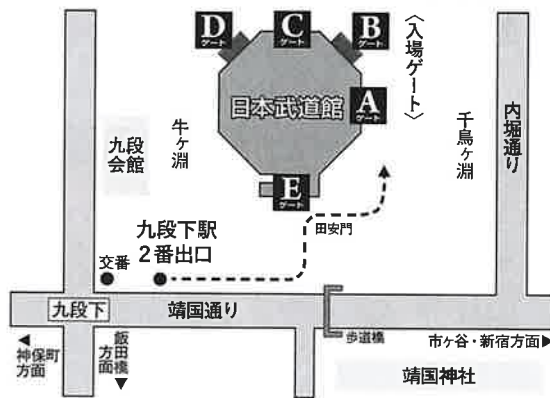 D
ゲート
C
ゲート
B
ゲート
〈入場ゲート〉
日本武道館
A
ゲート
内堀通り
千鳥ヶ淵
牛ヶ淵
九段
会館
E
ゲート
九段下駅
2番出口
田安門
交番
九段下
靖国通り
歩道橋
市ヶ谷・新宿方面
神保町
方面
飯田橋
方面
靖国神社